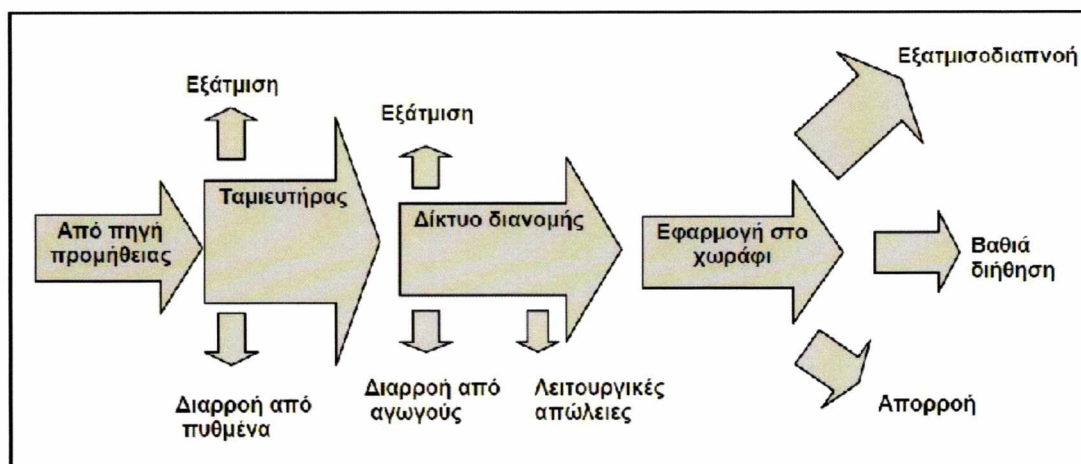 Εξάτμιση
Ταμιευτήρας
Από πηγή
προμήθειας
Διαρροή από
πυθμένα
Εξάτμιση
Δίκτυο διανομής
Διαρροή από
αγωγούς
Λειτουργικές
απώλειες
Εφαρμογή στο
χωράφι
Εξατμισοδιαπνοή
Βαθιά
διήθηση
Απορροή